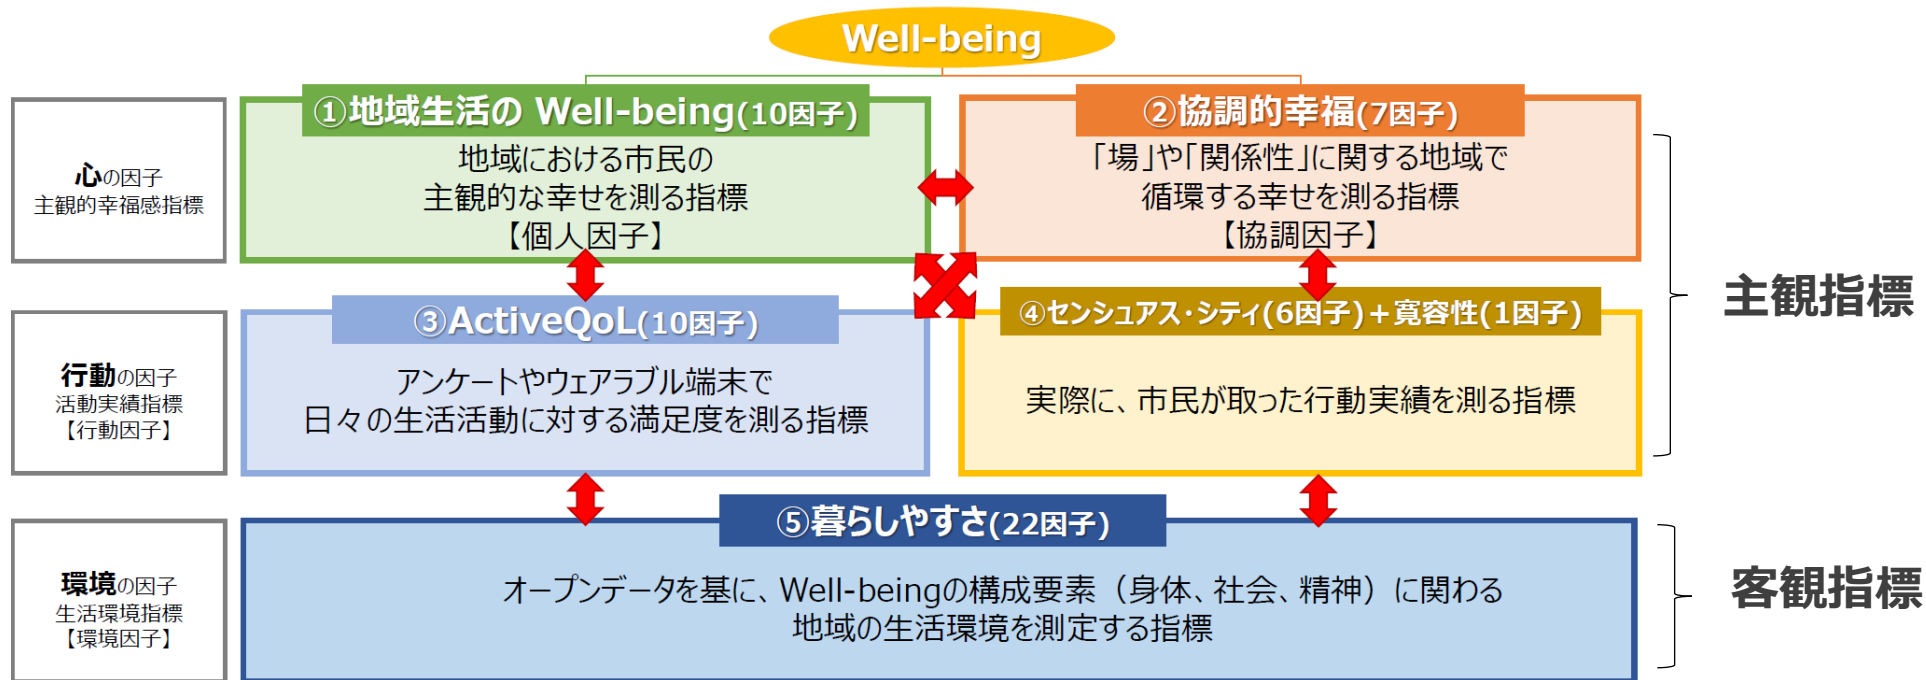 Well-being
①地域生活の Well-being(10因子)
②協調的幸福(7因子)
心の因子
主観的幸福感指標
地域における市民の
主観的な幸せを測る指標
【個人因子】
「場」や「関係性」に関する地域で
循環する幸せを測る指標
【協調因子】
主観指標
③ActiveQoL(10因子)
④センシュアス・シティ(6因子)+寛容性(1因子)
行動の因子
活動実績指標
【行動因子】
アンケートやウェアラブル端末で
日々の生活活動に対する満足度を測る指標
実際に、市民が取った行動実績を測る指標
⑤暮らしやすさ(22因子)
環境の因子
生活環境指標
【環境因子】
オープンデータを基に、Well-beingの構成要素(身体、社会、精神)に関わる
地域の生活環境を測定する指標
客観指標